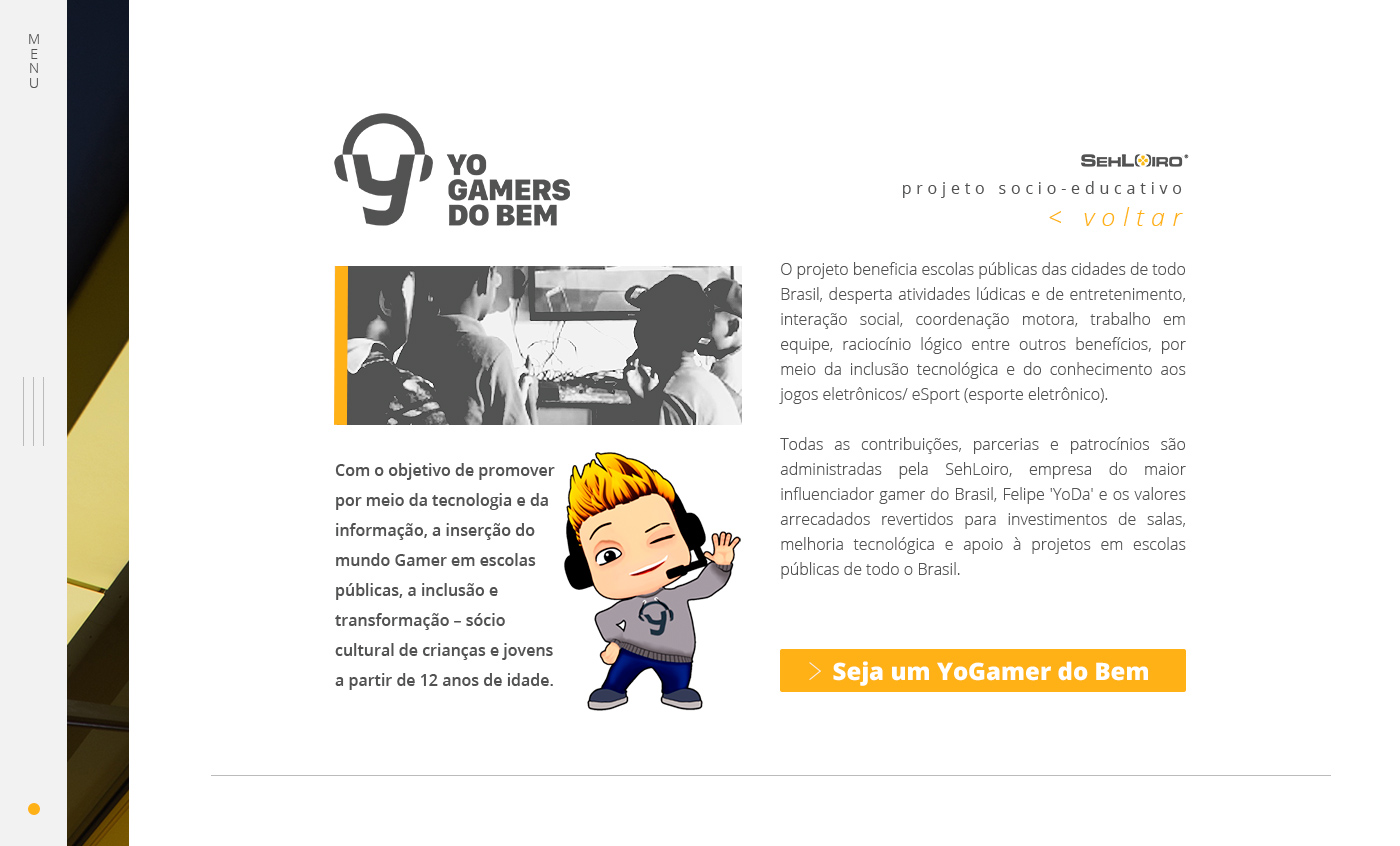 M
E
N
U
YO
GAMERS
DO BEM
SEHLOIRO®
projeto socio-educativo
< voltar
O projeto beneficia escolas públicas das cidades de todo
Brasil, desperta atividades lúdicas e de entretenimento,
interação social, coordenação motora, trabalho em
equipe, raciocínio lógico entre outros benefícios, por
meio da inclusão tecnológica e do conhecimento aos
jogos eletrônicos/ eSport (esporte eletrônico).
Todas as contribuições, parcerias e patrocínios são
administradas pela SehLoiro, empresa do maior
influenciador gamer do Brasil, Felipe 'YoDa' e os valores
arrecadados revertidos para investimentos de salas,
melhoria tecnológica e apoio à projetos em escolas
públicas de todo o Brasil.
Com o objetivo de promover
por meio da tecnologia e da
informação, a inserção do
mundo Gamer em escolas
públicas, a inclusão e
transformação – sócio
cultural de crianças e jovens
a partir de 12 anos de idade.
Seja um YoGamer do Bem